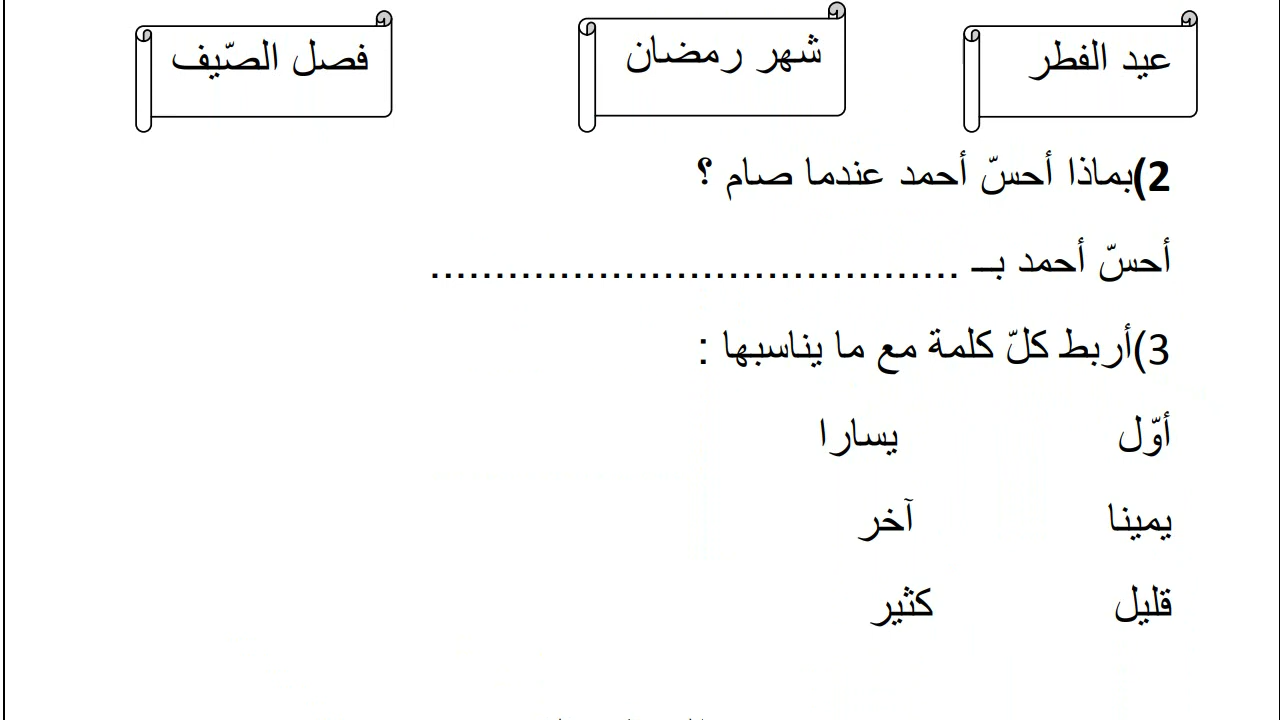 عيد الفطر شهر رمضان فصل الصّيف
2)بماذا أحسّ أحمد عندما صام ؟
أحسّ أحمد بــ .........................................
3)أربط كلّ كلمة مع ما يناسبها :
أوّل يسارا
يمينا آخر
قليل كثير